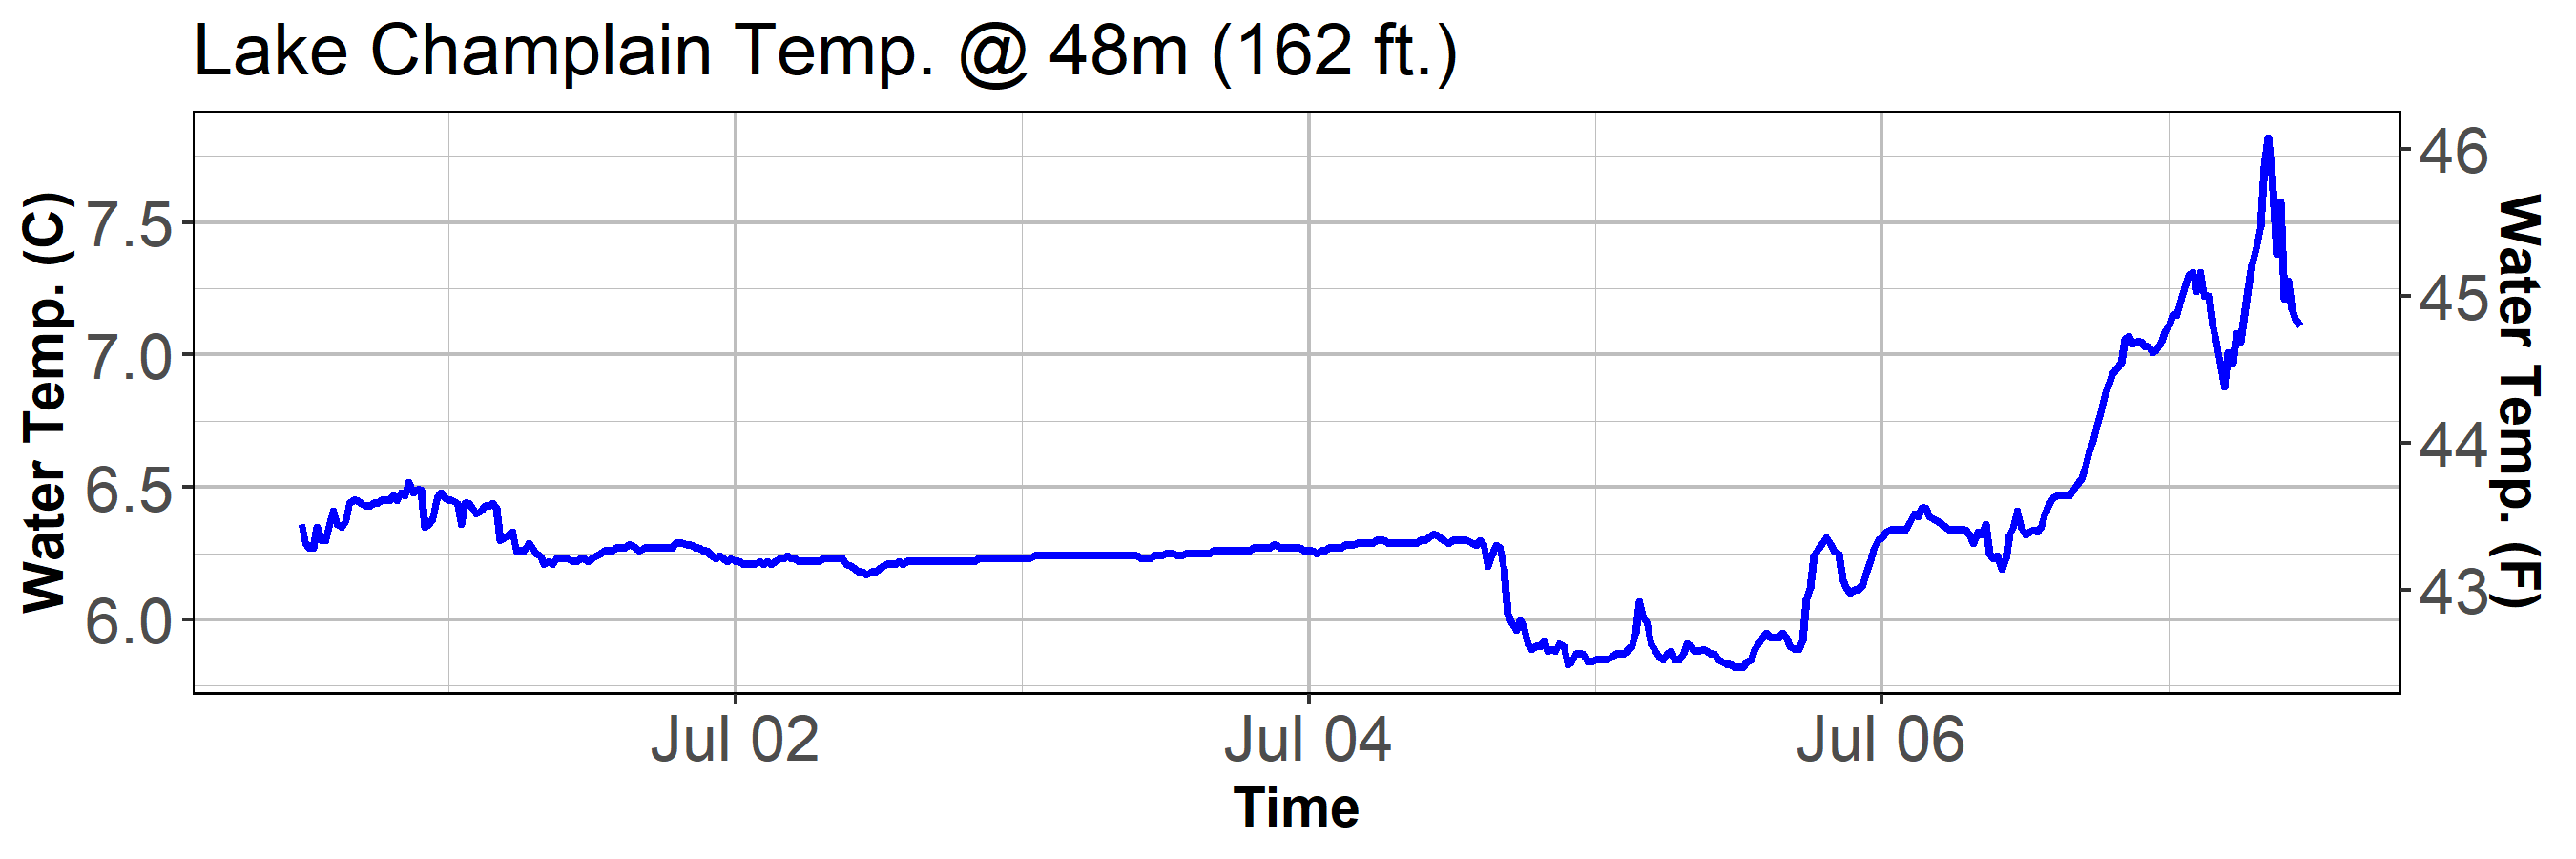 Lake Champlain Temp. @ 48m (162 ft.)
Water Temp. (C)
7.5
7.0
6.5
6.0
46
45
44
43
Water Temp. (F)
Jul 02
Jul 04
Jul 06
Time